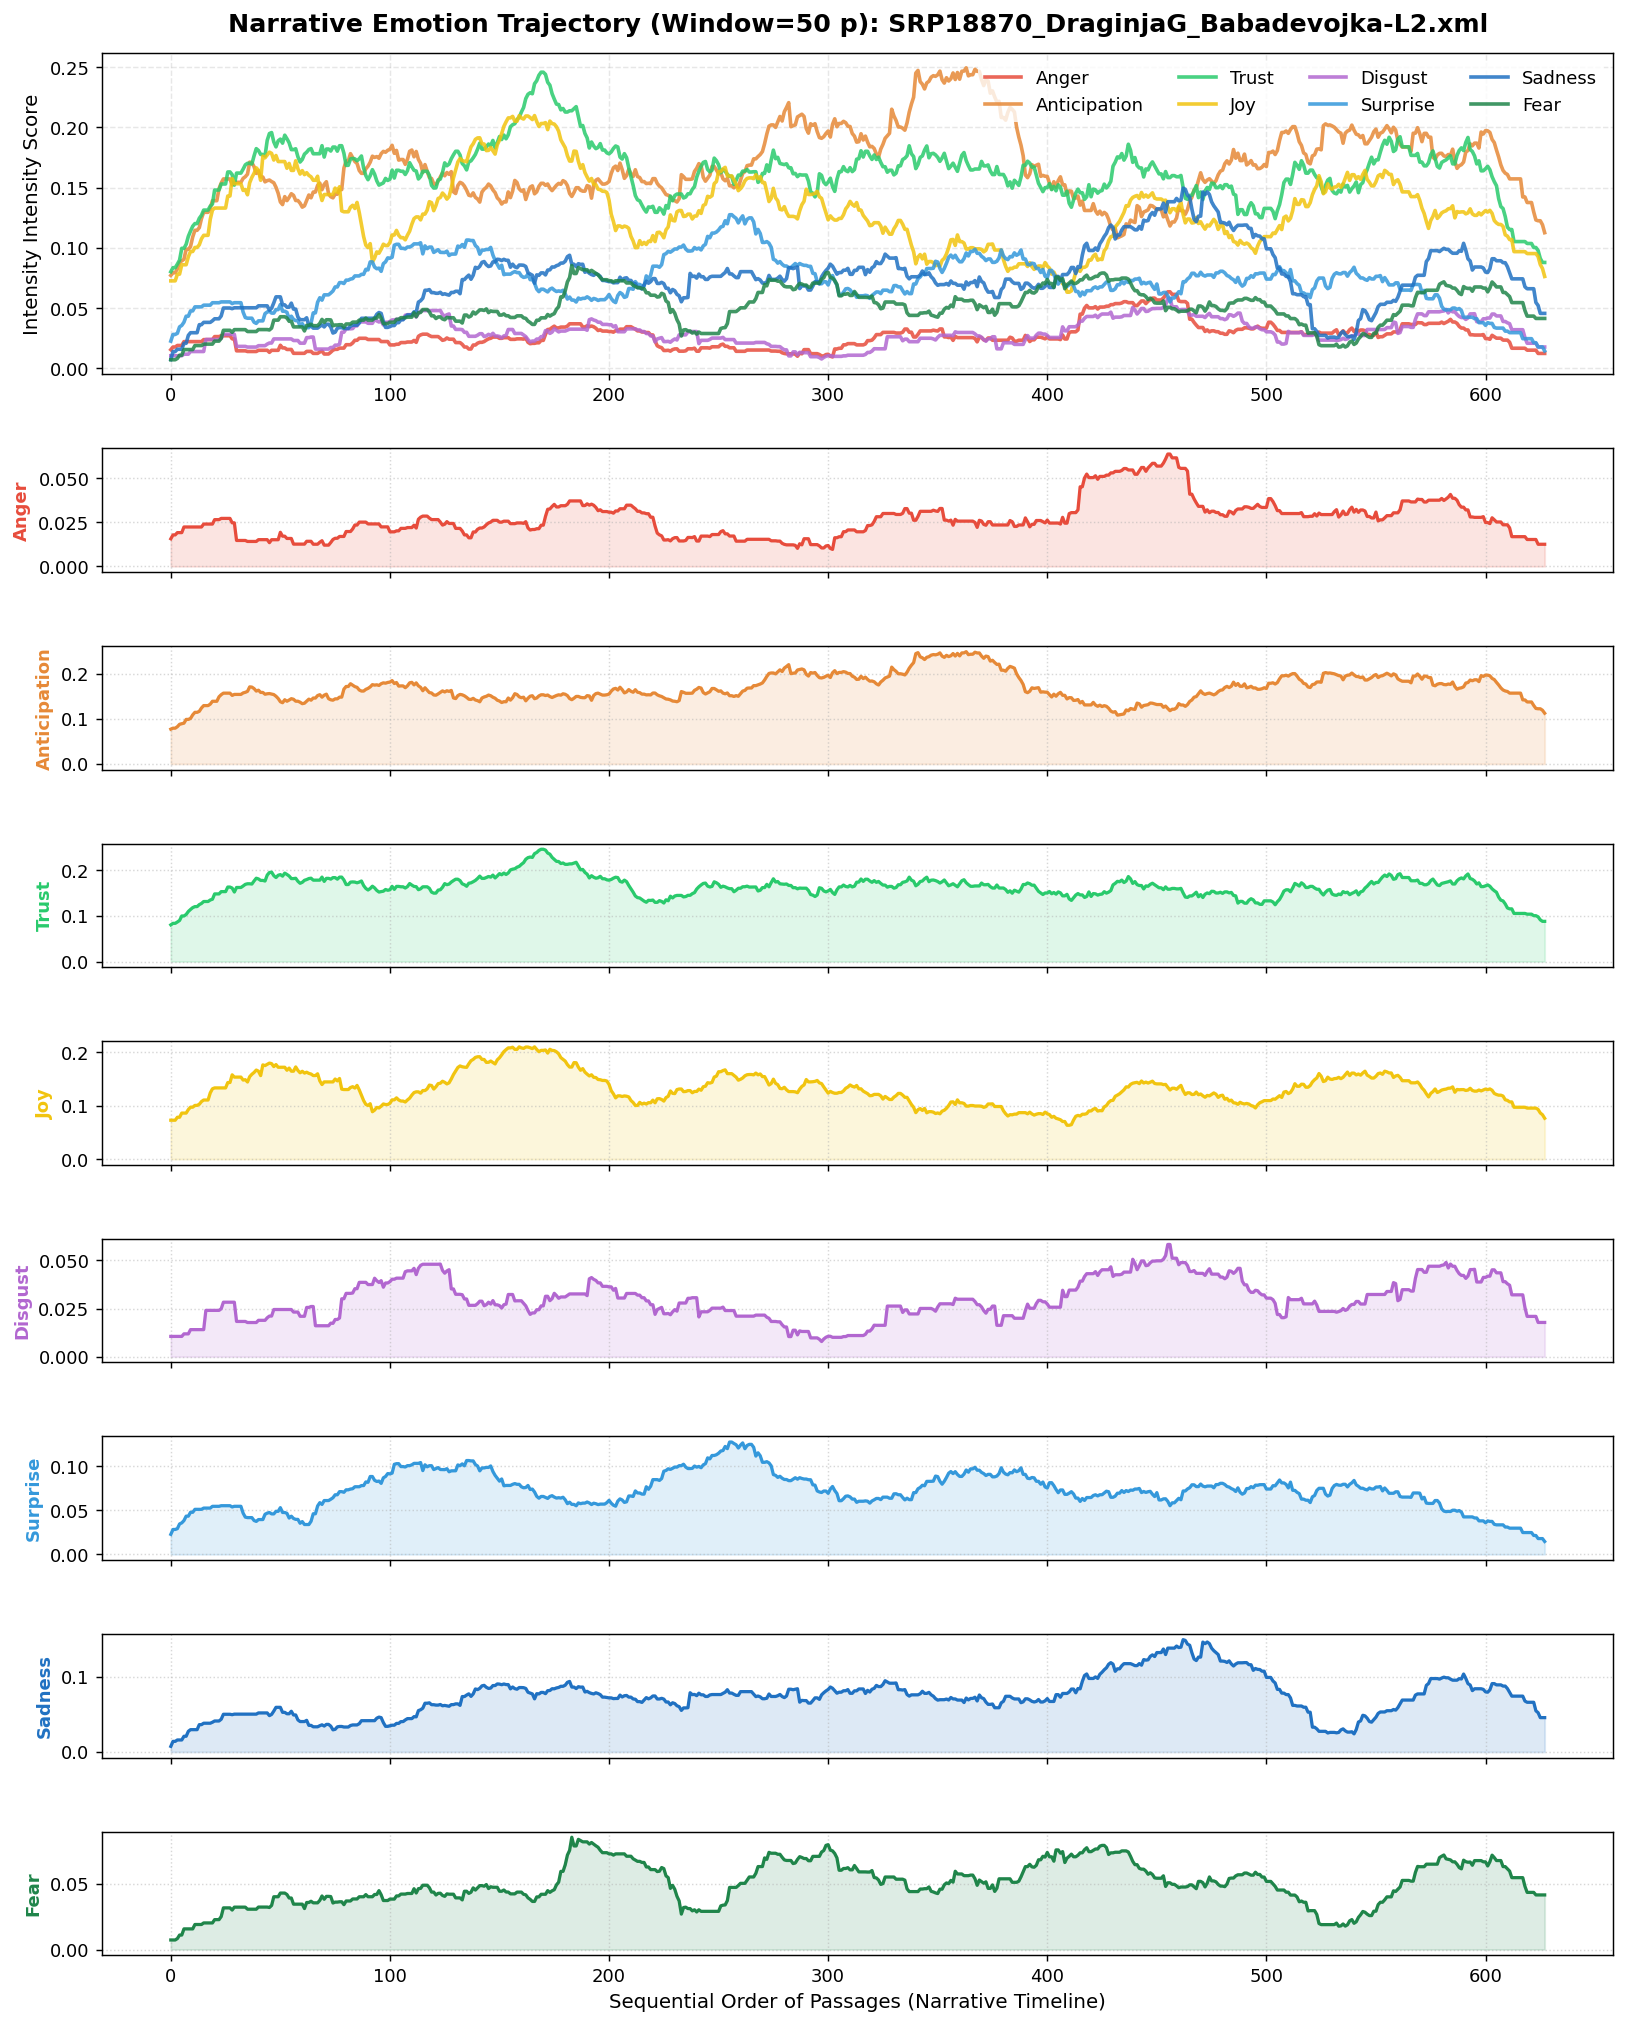 Narrative Emotion Trajectory (Window=50 p): SRP18870_DraginjaG_Babadevojka-L2.xml
Intensity Intensity Score
0.25
0.20
0.15
0.10
0.05
0.00
Anger Trust Disgust Sadness
Anticipation Joy Surprise Fear
0 100 200 300 400 500 600
Anger
0.050
0.025
0.000
Anticipation
0.2
0.1
0.0
Trust
0.2
0.1
0.0
Joy
0.2
0.1
0.0
Disgust
0.050
0.025
0.000
Surprise
0.10
0.05
0.00
Sadness
0.1
0.0
Fear
0.05
0.00
0 100 200 300 400 500 600
Sequential Order of Passages (Narrative Timeline)